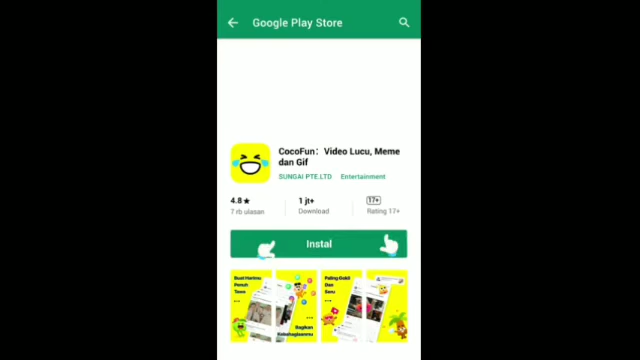 Google Play Store
CocoFun: Video Lucu, Meme
dan Gif
SUNGAI PTE.LTD Entertainment
4.8★ 1 jt+ 17+
7 rb ulasan Download Rating 17+
Instal
Buat Harimu
Penuh
Tawa
Bagikan
Kebahagiaanmu
Paling Gokil
Dan
Seru